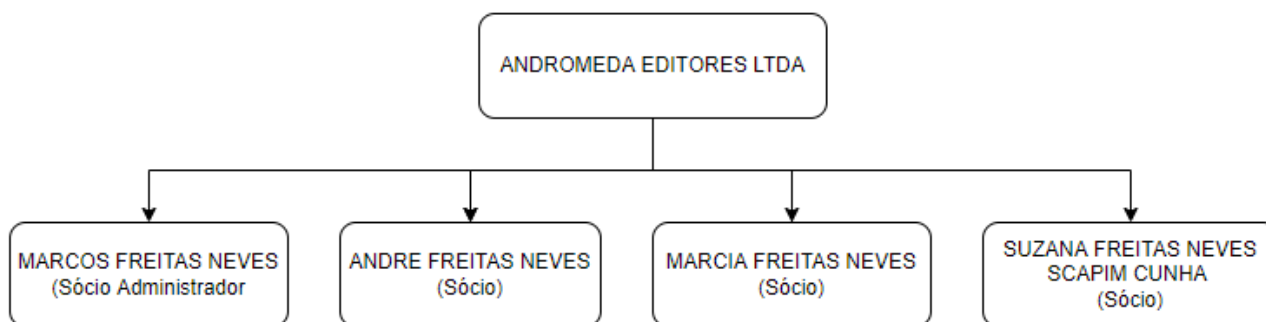 ANDROMEDA EDITORES LTDA
MARCOS FREITAS NEVES
(Sócio Administrador
ANDRE FREITAS NEVES
(Sócio)
MARCIA FREITAS NEVES
(Sócio)
SUZANA FREITAS NEVES
SCAPIM CUNHA
(Sócio)